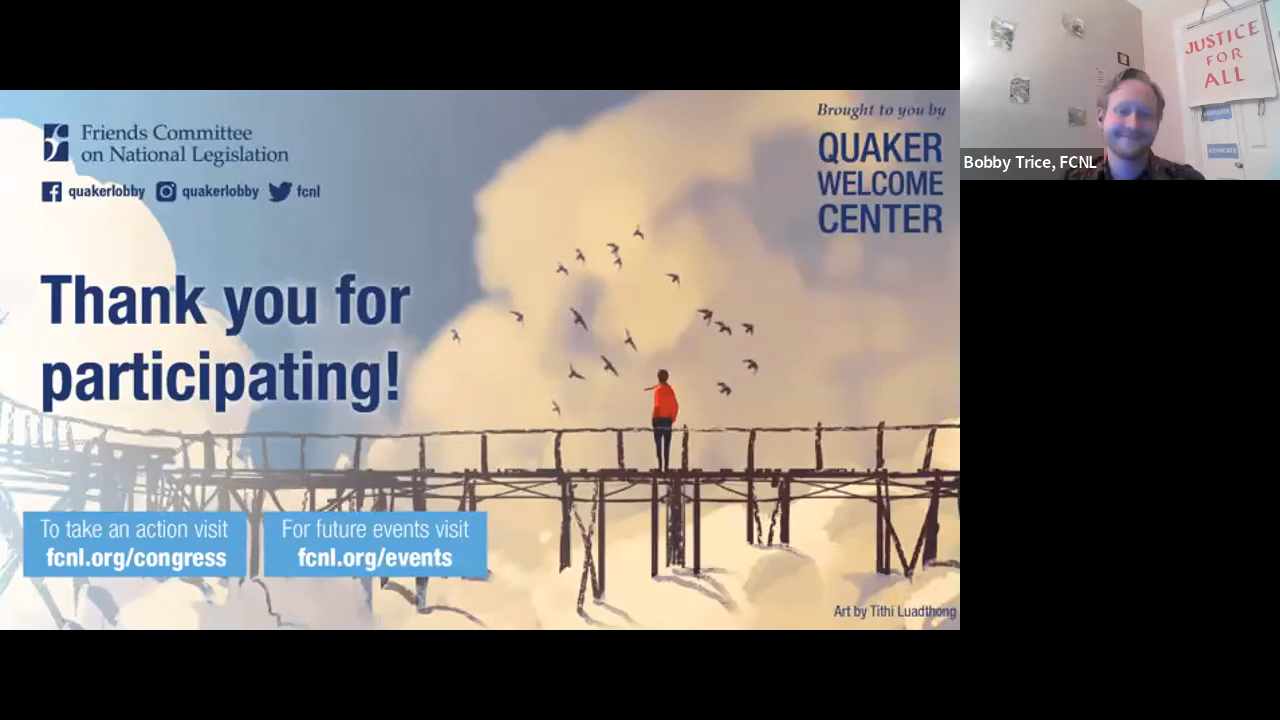 Friends Committee
on National Legislation
quakerlobby quakerlobby fcnl
Brought to you by
QUAKER
WELCOME
CENTER
Thank you for
participating!
To take an action visit
fcnl.org/congress
For future events visit
fcnl.org/events
Art by Tithi Luadthong
JUSTICE
FOR
ALL
ADVOCATE
ADVOCATE
Bobby Trice, FCNL